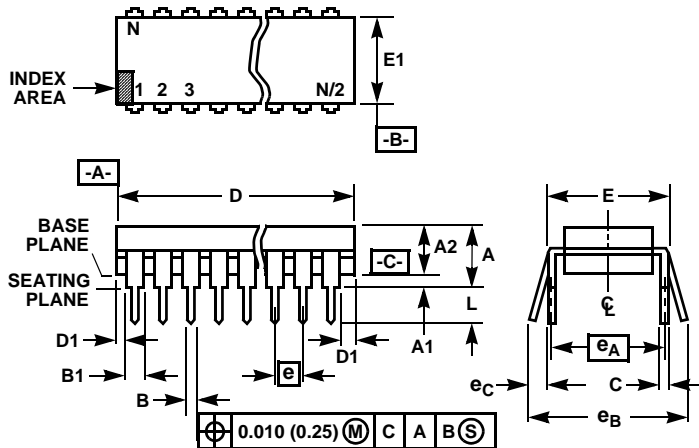 N
INDEX
AREA
1 2 3 N/2
E1
-B-
-A-
D
E
BASE
PLANE
A2
A
-C-
SEATING
PLANE
L
C
L
D1
A1
D1
eA
B1
e
eC
C
B
eB
0.010 (0.25) M C A B S